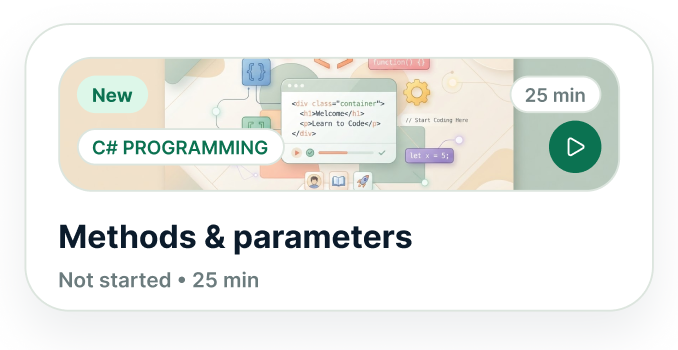 function() {}
{}
New
25 min
<div class="container">
<h1>Welcome</h1>
<p>Learn to Code</p>
</div>
// Start Coding Here
C# PROGRAMMING
let x = 5;
Methods & parameters
Not started • 25 min